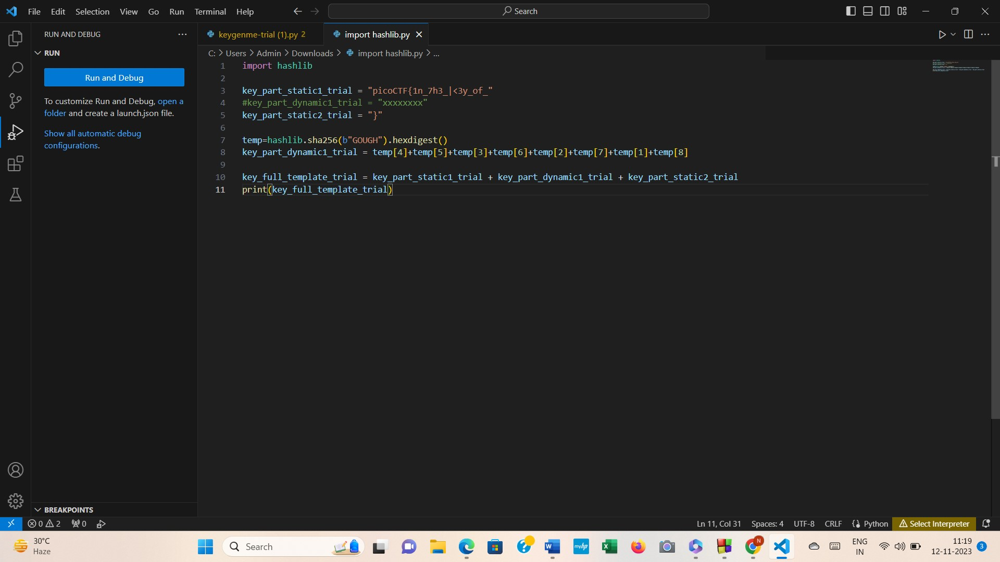 File Edit Selection View Go Run Terminal Help
Search
RUN AND DEBUG
keygenme-trial (1).py 2
import hashlib.py
RUN
C: > Users > Admin > Downloads > import hashlib.py > ...
Run and Debug
To customize Run and Debug, open a
folder and create a launch.json file.
Show all automatic debug
configurations.
1 import hashlib
2
3 key_part_static1_trial = "picoCTF{1n_7h3_|<3y_of_"
4 #key_part_dynamic1_trial = "xxxxxxxx"
5 key_part_static2_trial = "}"
6
7 temp=hashlib.sha256(b"GOUGH").hexdigest()
8 key_part_dynamic1_trial = temp[4]+temp[5]+temp[3]+temp[6]+temp[2]+temp[7]+temp[1]+temp[8]
9
10 key_full_template_trial = key_part_static1_trial + key_part_dynamic1_trial + key_part_static2_trial
11 print(key_full_template_trial)
BREAKPOINTS
0 2 0
Ln 11, Col 31 Spaces: 4 UTF-8 CRLF Python Select Interpreter
30°C
Haze
Search
W
myhp
X
N
ENG
IN
11:19
12-11-2023
3